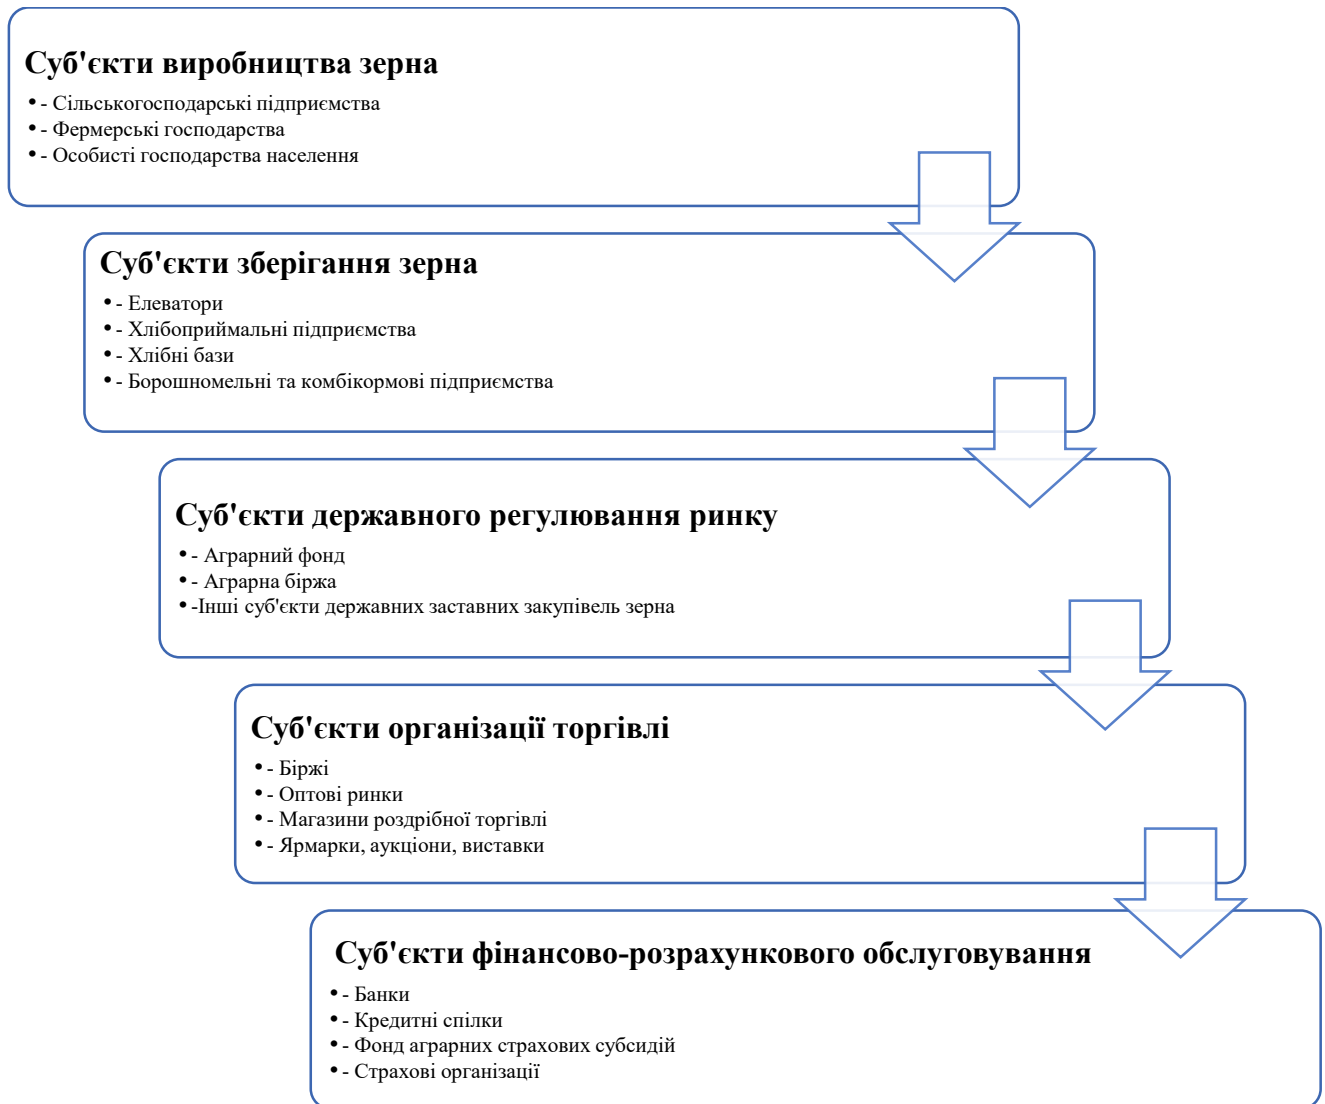 Суб'єкти виробництва зерна
• - Сільськогосподарські підприємства
• - Фермерські господарства
• - Особисті господарства населення
Суб'єкти зберігання зерна
• - Елеватори
• - Хлібоприймальні підприємства
• - Хлібні бази
• - Борошномельні та комбікормові підприємства
Суб'єкти державного регулювання ринку
• - Аграрний фонд
• - Аграрна біржа
• -Інші суб'єкти державних заставних закупівель зерна
Суб'єкти організації торгівлі
• - Біржі
• - Оптові ринки
• - Магазини роздрібної торгівлі
• - Ярмарки, аукціони, виставки
Суб'єкти фінансово-розрахункового обслуговування
• - Банки
• - Кредитні спілки
• - Фонд аграрних страхових субсидій
• - Страхові організації